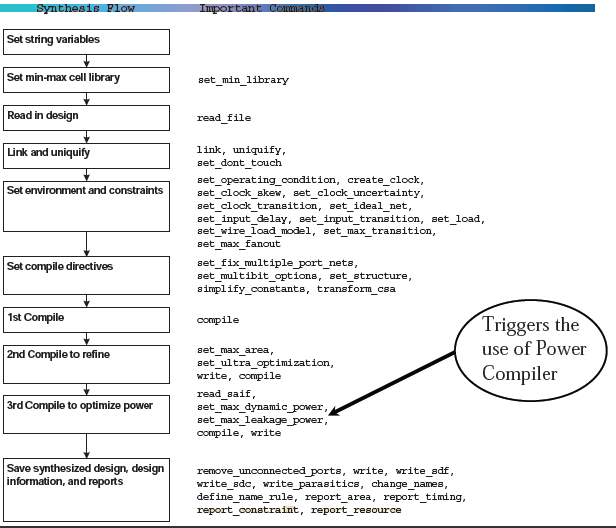 Synthesis Flow Important Commands
Set string variables
Set min-max cell library set_min_library
Read in design read_file
Link and uniquify link, uniquify,
set_dont_touch
Set environment and constraints set_operating_condition, create_clock,
set_clock_skew, set_clock_uncertainty,
set_clock_transition, set_ideal_net,
set_input_delay, set_input_transition, set_load,
set_wire_load_model, set_max_transition,
set_max_fanout
Set compile directives set_fix_multiple_port_nets,
set_multibit_options, set_structure,
simplify_constants, transform_csa
1st Compile compile
2nd Compile to refine set_max_area,
set_ultra_optimization,
write, compile
3rd Compile to optimize power read_saif,
set_max_dynamic_power,
set_max_leakage_power,
compile, write
Triggers the
use of Power
Compiler
Save synthesized design, design
information, and reports
remove_unconnected_ports, write, write_sdf,
write_sdc, write_parasitics, change_names,
define_name_rule, report_area, report_timing,
report_constraint, report_resource